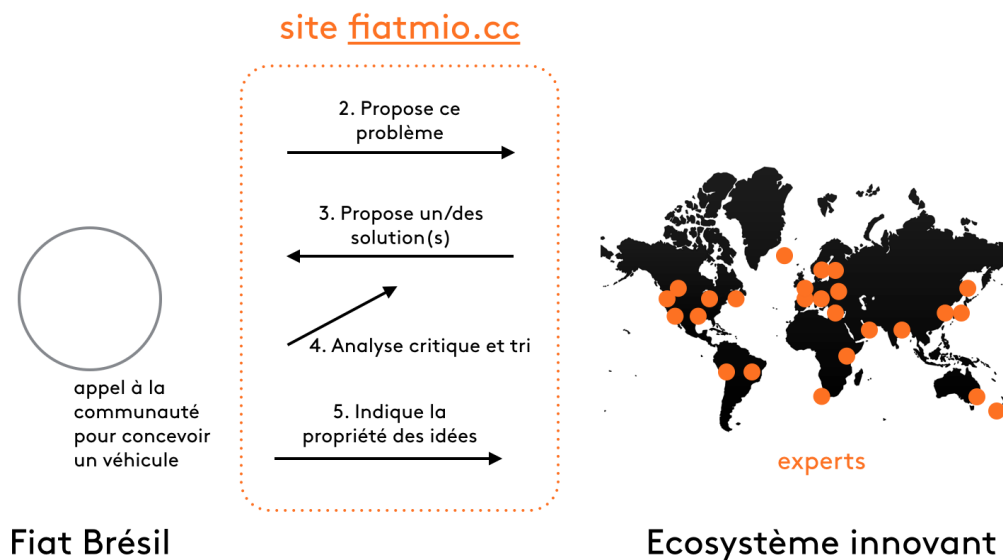 site fiatmio.cc
2. Propose ce
problème
3. Propose un/des
solution(s)
4. Analyse critique et tri
5. Indique la
propriété des idées
appel à la
communauté
pour concevoir
un véhicule
experts
Fiat Brésil
Ecosystème innovant